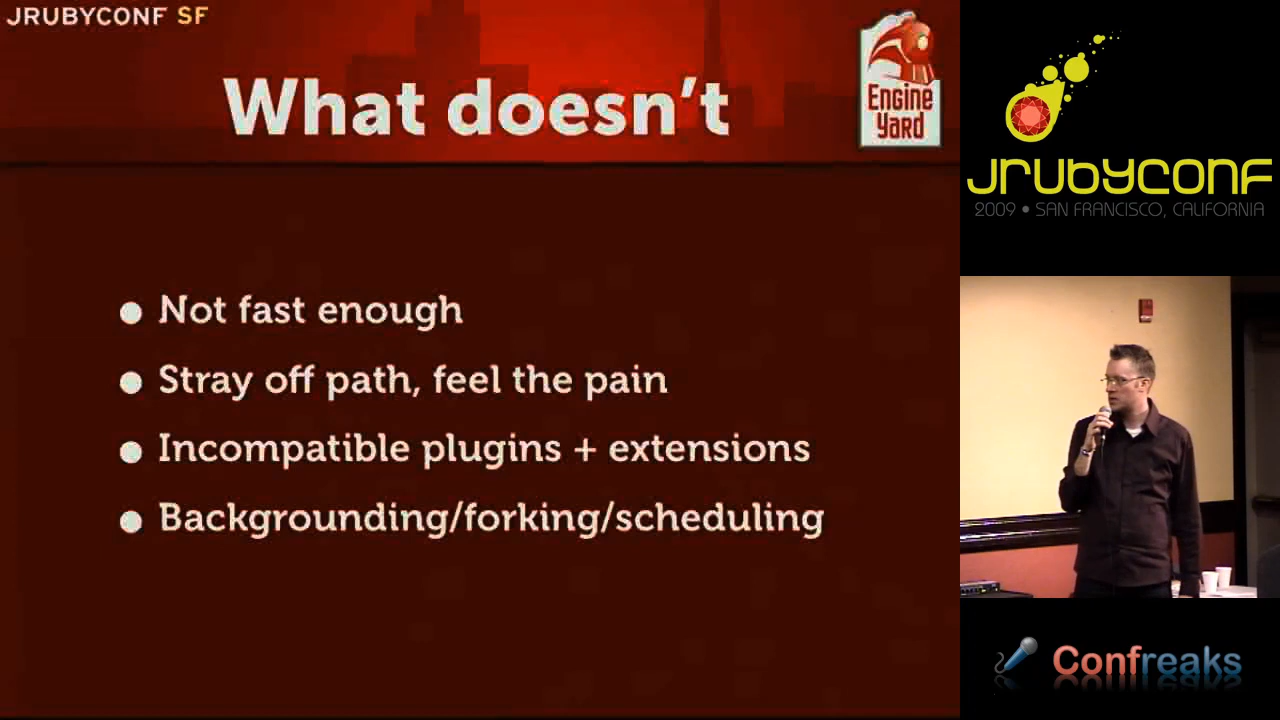 JRUBYCONF SF
What doesn't
Engine
Yard
● Not fast enough
● Stray off path, feel the pain
● Incompatible plugins + extensions
● Backgrounding/forking/scheduling
JRUBYCONF
2009 • SAN FRANCISCO, CALIFORNIA
Confreaks